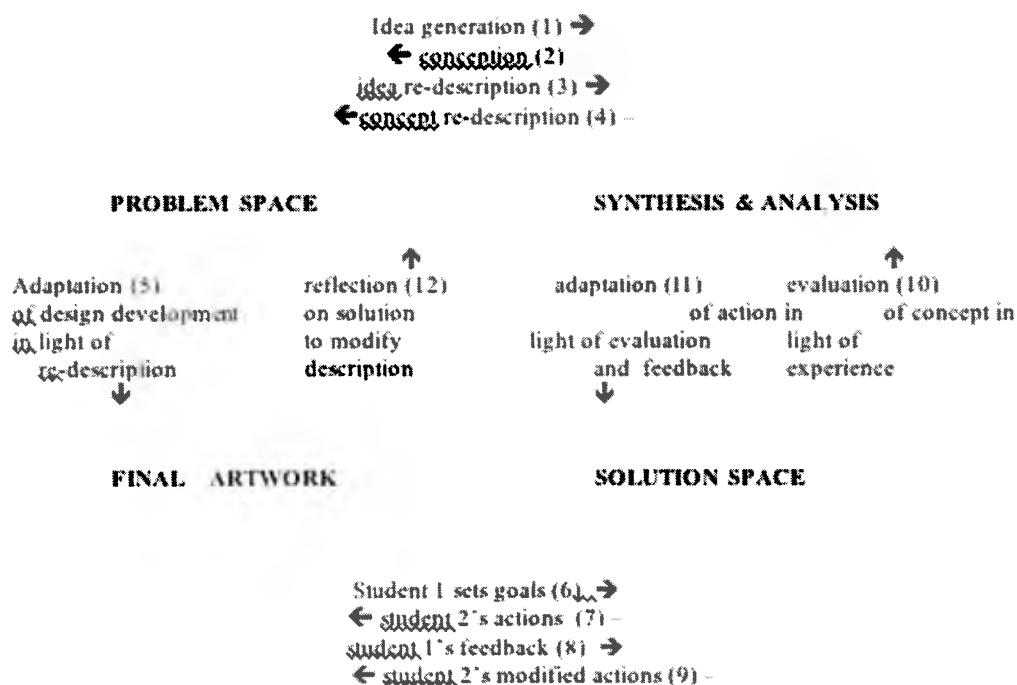 Idea generation (1) →
← conception (2)
idea re-description (3) →
← concept re-description (4) –
PROBLEM SPACE SYNTHESIS & ANALYSIS
Adaptation (5) reflection (12) adaptation (11) evaluation (10)
of design development on solution of action in of concept in
in light of to modify light of evaluation light of
re-description description and feedback experience
FINAL ARTWORK SOLUTION SPACE
Student 1 sets goals (6) →
← student 2's actions (7) –
student 1's feedback (8) →
← student 2's modified actions (9) –